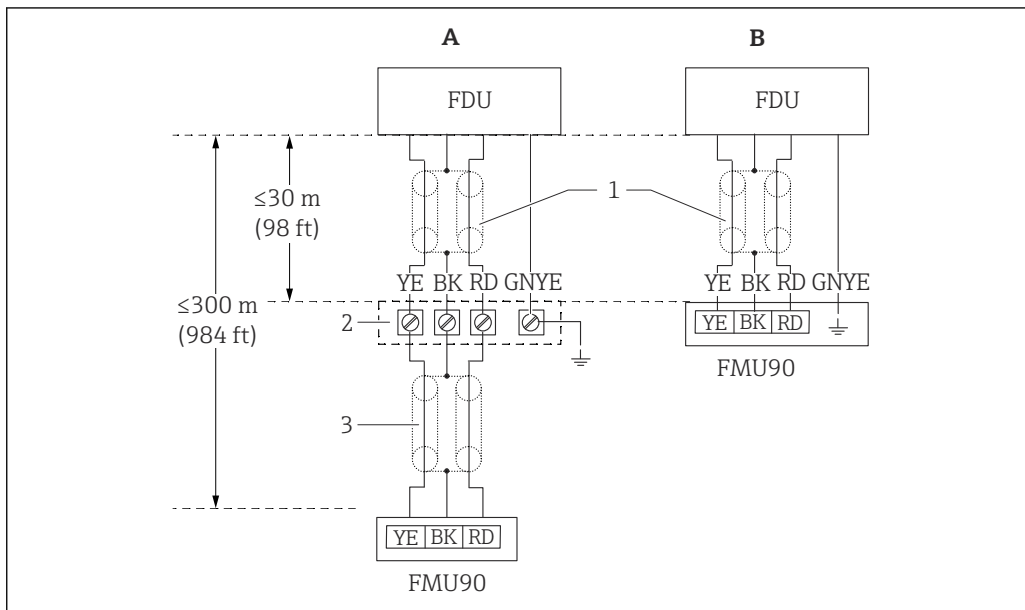 A B
FDU FDU
≤30 m
(98 ft)
1
≤300 m
(984 ft)
YE BK RD GNYE YE BK RD GNYE
2
YE BK RD
FMU90
3
YE BK RD
FMU90